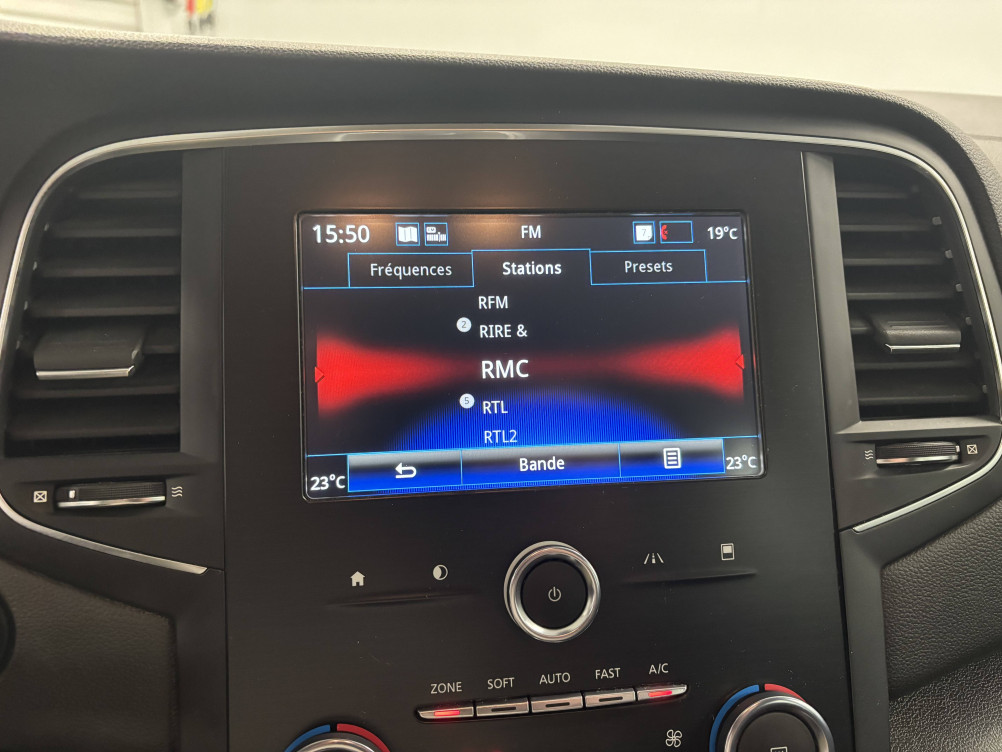 15:50 FM 19°c
Fréquences Stations Presets
RFM
2 RIRE &
RMC
5 RTL
RTL2
23°C Bande 23°C
ZONE SOFT AUTO FAST A/C